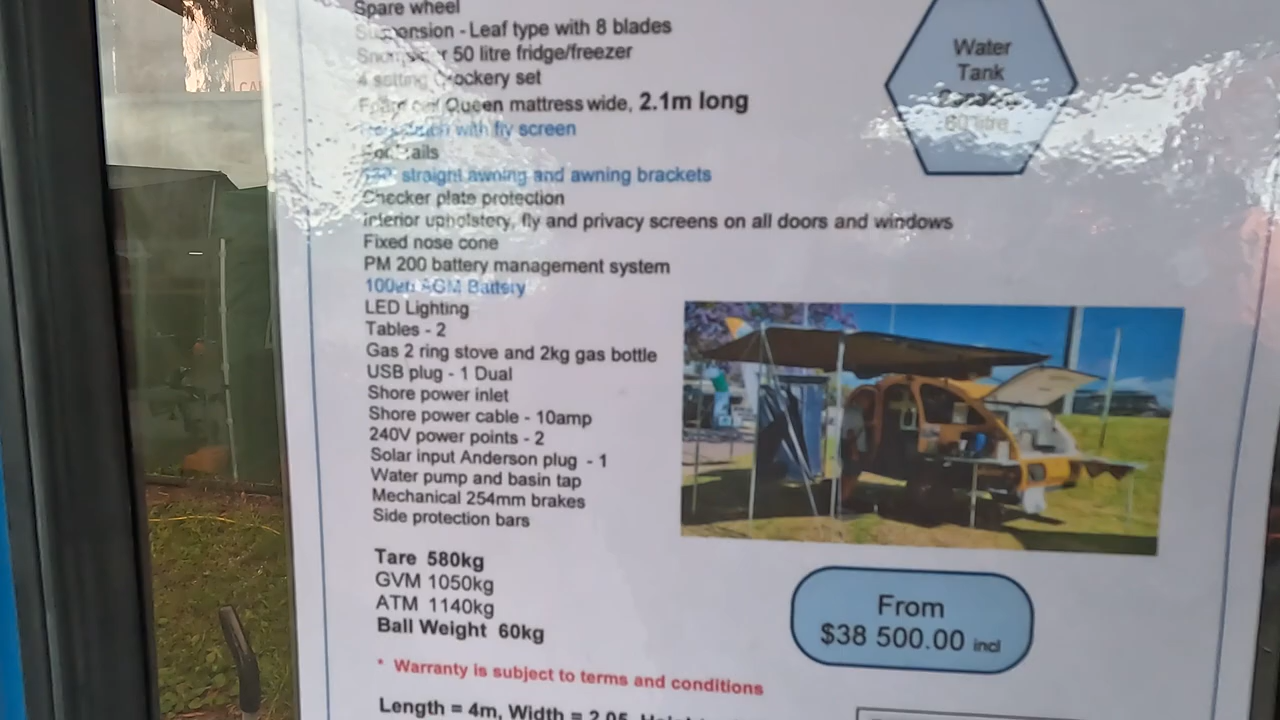 Spare wheel
Suspension - Leaf type with 8 blades
50 litre fridge/freezer
4 setting Crockery set
Queen mattress wide, 2.1m long
with fly screen
straight awning and awning brackets
Checker plate protection
Interior upholstery, fly and privacy screens on all doors and windows
Fixed nose cone
PM 200 battery management system
AGM Battery
LED Lighting
Tables - 2
Gas 2 ring stove and 2kg gas bottle
USB plug - 1 Dual
Shore power inlet
Shore power cable - 10amp
240V power points - 2
Solar input Anderson plug - 1
Water pump and basin tap
Mechanical 254mm brakes
Side protection bars
Tare 580kg
GVM 1050kg
ATM 1140kg
Ball Weight 60kg
* Warranty is subject to terms and conditions
Length = 4m, Width = 2.05,
Water
Tank
litre
From
$38 500.00 incl